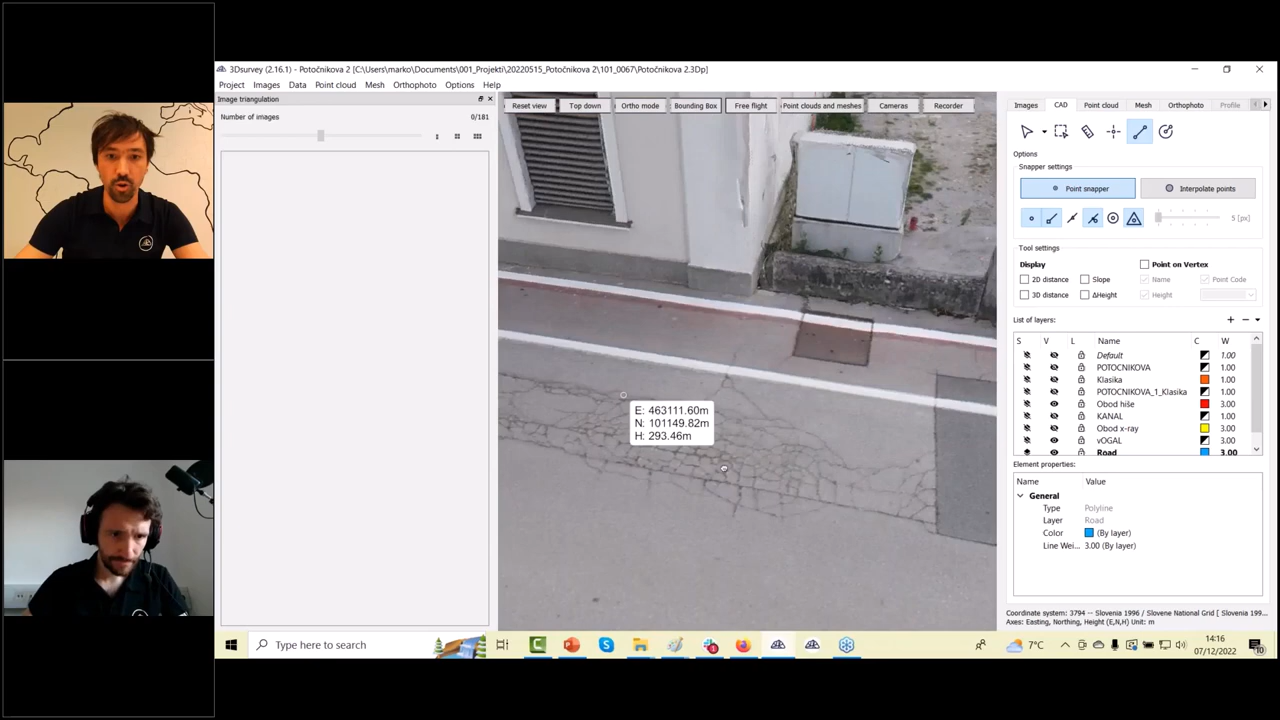 3Dsurvey (2.16.1) - Potočnikova 2 [C:\Users\marko\Documents\001_Projekti\20220515_Potočnikova 2\101_0067\Potočnikova 2.3Dp]
Project Images Data Point cloud Mesh Orthophoto Options Help
Image triangulation
Number of images 0/181
Reset view Top down Ortho mode Bounding Box Free flight Point clouds and meshes Cameras Recorder
E: 463111.60m
N: 101149.82m
H: 293.46m
Images CAD Point cloud Mesh Orthophoto Profile
Options
Snapper settings
Point snapper Interpolate points
5 [px]
Tool settings
Display Point on Vertex
2D distance Slope Name Point Code
3D distance ΔHeight Height
List of layers:
S V L Name C W
Default 1.00
POTOCNIKOVA 1.00
Klasika 1.00
POTOCNIKOVA_1_Klasika 1.00
Obod hiše 3.00
KANAL 1.00
Obod x-ray 3.00
vOGAL 3.00
Road 3.00
Element properties:
Name Value
General
Type Polyline
Layer Road
Color (By layer)
Line Wei... 3.00 (By layer)
Coordinate system: 3794 -- Slovenia 1996 / Slovene National Grid [ Slovenia 199...
Axes: Easting, Northing, Height (E,N,H) Unit: m
Type here to search
7°C
14:16
07/12/2022
10